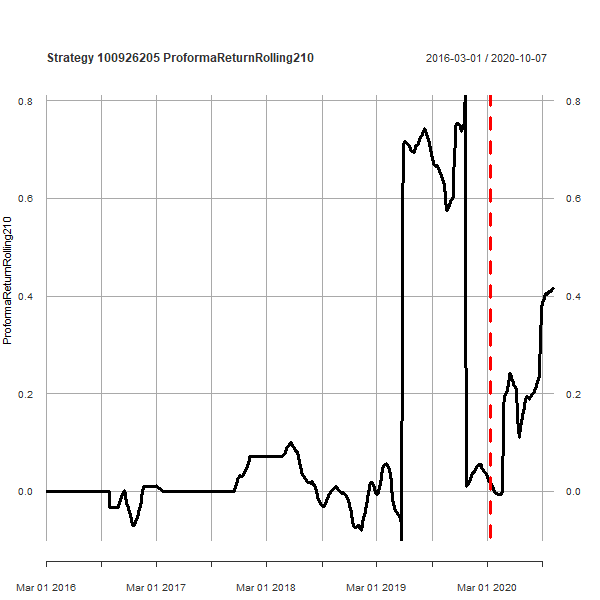 Strategy 100926205 ProformaReturnRolling210
2016-03-01 / 2020-10-07
ProformaReturnRolling210
0.8 0.8
0.6 0.6
0.4 0.4
0.2 0.2
0.0 0.0
Mar 01 2016 Mar 01 2017 Mar 01 2018 Mar 01 2019 Mar 01 2020